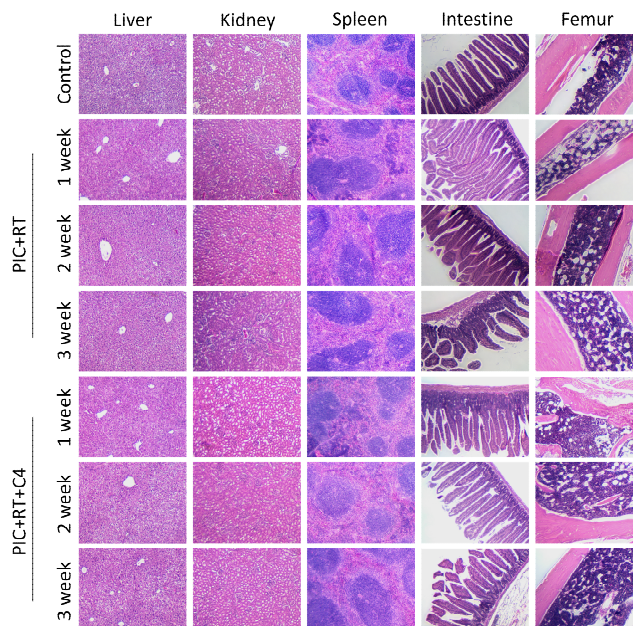 Liver Kidney Spleen Intestine Femur
Control
PIC+RT
1 week
2 week
3 week
PIC+RT+C4
1 week
2 week
3 week